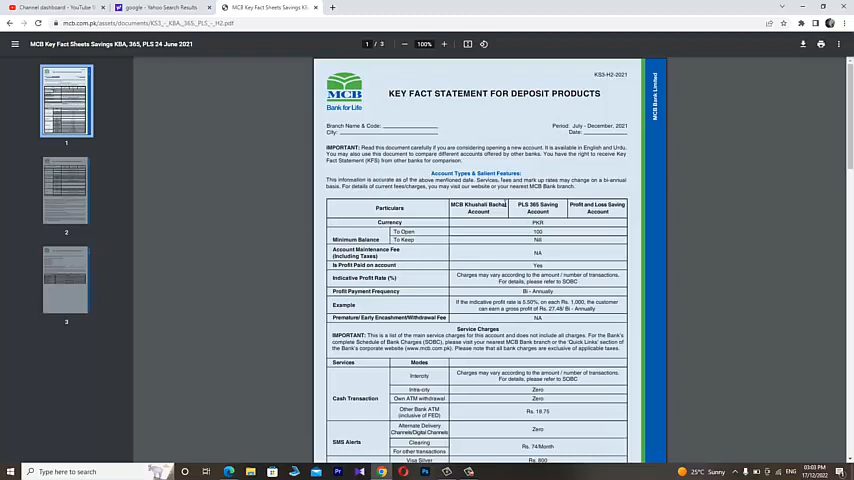 Channel dashboard - YouTube S
google - Yahoo Search Results
MCB Key Fact Sheets Savings KB
mcb.com.pk/assets/documents/KS3_-_KBA,_365,_PLS_-_H2.pdf
MCB Key Fact Sheets Savings KBA, 365, PLS 24 June 2021
1 / 3
100%
1
2
3
KS3-H2-2021
MCB
Bank for Life
KEY FACT STATEMENT FOR DEPOSIT PRODUCTS
MCB Bank Limited
Branch Name & Code:
Period: July - December, 2021
City:
Date:
IMPORTANT: Read this document carefully if you are considering opening a new account. It is available in English and Urdu.
You may also use this document to compare different accounts offered by other banks. You have the right to receive Key
Fact Statement (KFS) from other banks for comparison.
Account Types & Salient Features:
This information is accurate as of the above mentioned date. Services, fees and mark up rates may change on a bi-annual
basis. For details of current fees/charges, you may visit our website or your nearest MCB Bank branch.
Particulars
MCB Khushali Bachat
Account
PLS 365 Saving
Account
Profit and Loss Saving
Account
Currency
PKR
Minimum Balance
To Open
100
To Keep
Nill
Account Maintenance Fee
(Including Taxes)
NA
Is Profit Paid on account
Yes
Indicative Profit Rate (%)
Charges may vary according to the amount / number of transactions.
For details, please refer to SOBC
Profit Payment Frequency
Bi - Annually
Example
If the indicative profit rate is 5.50%, on each Rs. 1,000, the customer
can earn a gross profit of Rs. 27.48/ Bi - Annually
Premature/ Early Encashment/Withdrawal Fee
NA
Service Charges
IMPORTANT: This is a list of the main service charges for this account and does not include all charges. For the Bank's
complete Schedule of Bank Charges (SOBC), please visit your nearest MCB Bank branch or the 'Quick Links' section of
the Bank's corporate website (www.mcb.com.pk). Please note that all bank charges are exclusive of applicable taxes.
Services
Modes
Cash Transaction
Intercity
Charges may vary according to the amount / number of transactions.
For details, please refer to SOBC
Intra-city
Zero
Own ATM withdrawal
Zero
Other Bank ATM
(inclusive of FED)
Rs. 18.75
SMS Alerts
Alternate Delivery
Channels/Digital Channels
Zero
Clearing
For other transactions
Rs. 74/Month
Visa Silver
Rs. 800
Type here to search
25°C Sunny
ENG
03:03 PM
17/12/2022